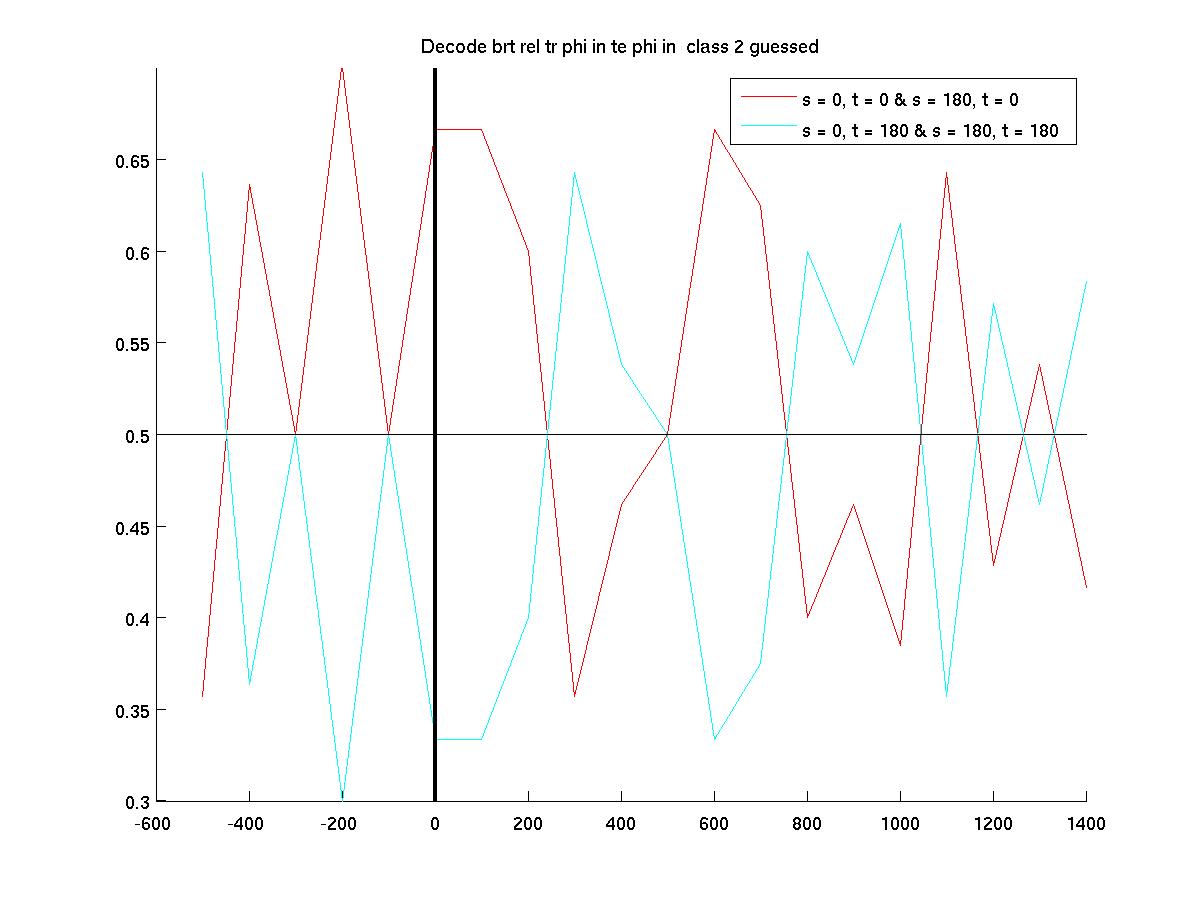 Decode brt rel tr phi in te phi in  class 2 guessed
s = 0, t = 0 & s = 180, t = 0
s = 0, t = 180 & s = 180, t = 180
0.65
0.6
0.55
0.5
0.45
0.4
0.35
0.3
-600 -400 -200 0 200 400 600 800 1000 1200 1400